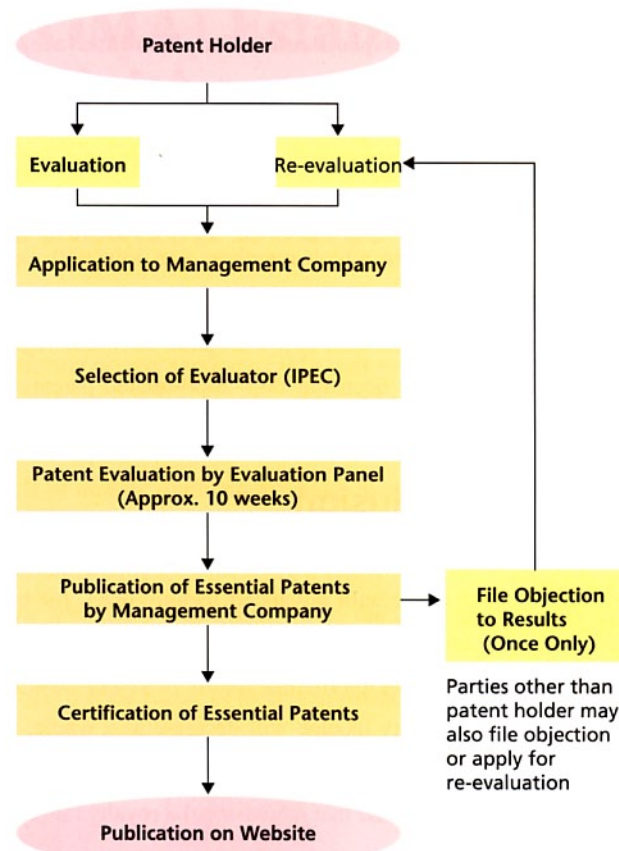 Patent Holder
Evaluation
Re-evaluation
Application to Management Company
Selection of Evaluator (IPEC)
Patent Evaluation by Evaluation Panel
(Approx. 10 weeks)
Publication of Essential Patents
by Management Company
File Objection
to Results
(Once Only)
Parties other than
patent holder may
also file objection
or apply for
re-evaluation
Certification of Essential Patents
Publication on Website